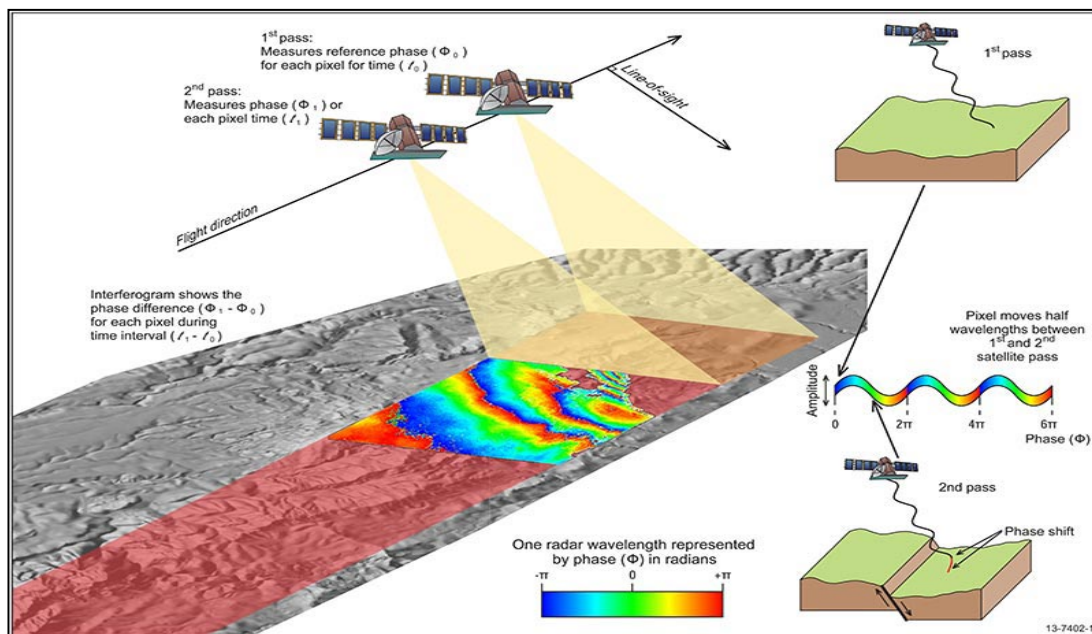 1st pass:
Measures reference phase (Φ0)
for each pixel for time (t0)
2nd pass:
Measures phase (Φ1) or
each pixel time (t1)
Line-of-sight
Flight direction
Interferogram shows the
phase difference (Φ1 - Φ0)
for each pixel during
time interval (t1 - t0)
1st pass
Pixel moves half
wavelengths between
1st and 2nd
satellite pass
Amplitude
0 2π 4π 6π
Phase (Φ)
2nd pass
Phase shift
One radar wavelength represented
by phase (Φ) in radians
-π 0 +π
13-7402-1